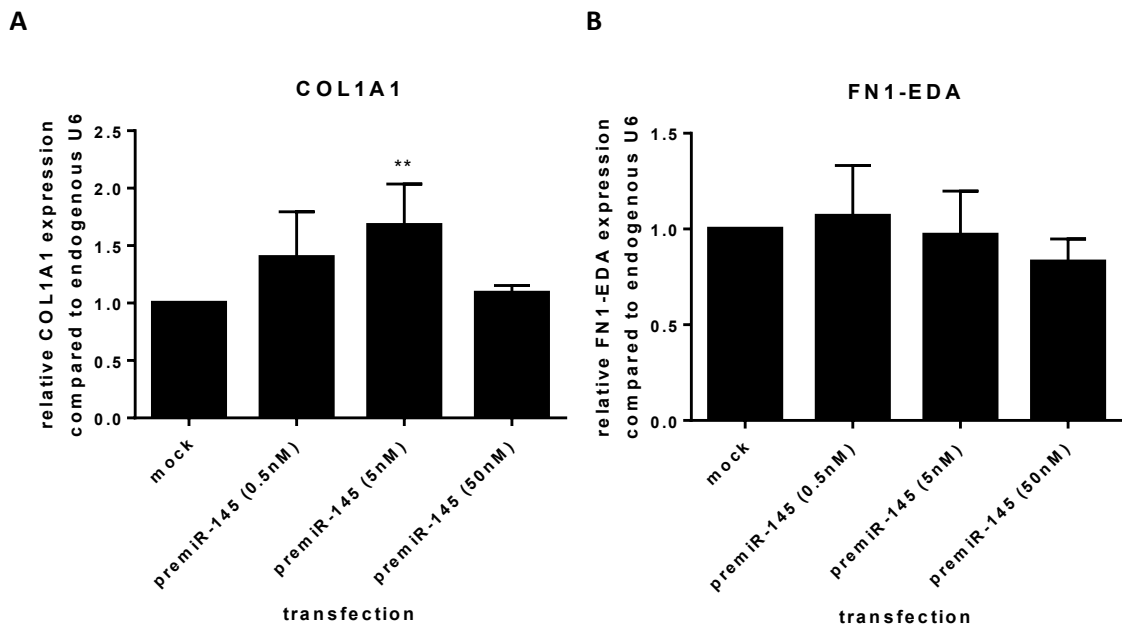 A
COL1A1
relative COL1A1 expression
compared to endogenous U6
2.5
2.0
1.5
1.0
0.5
0.0
**
mock
premiR-145 (0.5nM)
premiR-145 (5nM)
premiR-145 (50nM)
transfection
B
FN1-EDA
relative FN1-EDA expression
compared to endogenous U6
1.5
1.0
0.5
0.0
mock
premiR-145 (0.5nM)
premiR-145 (5nM)
premiR-145 (50nM)
transfection